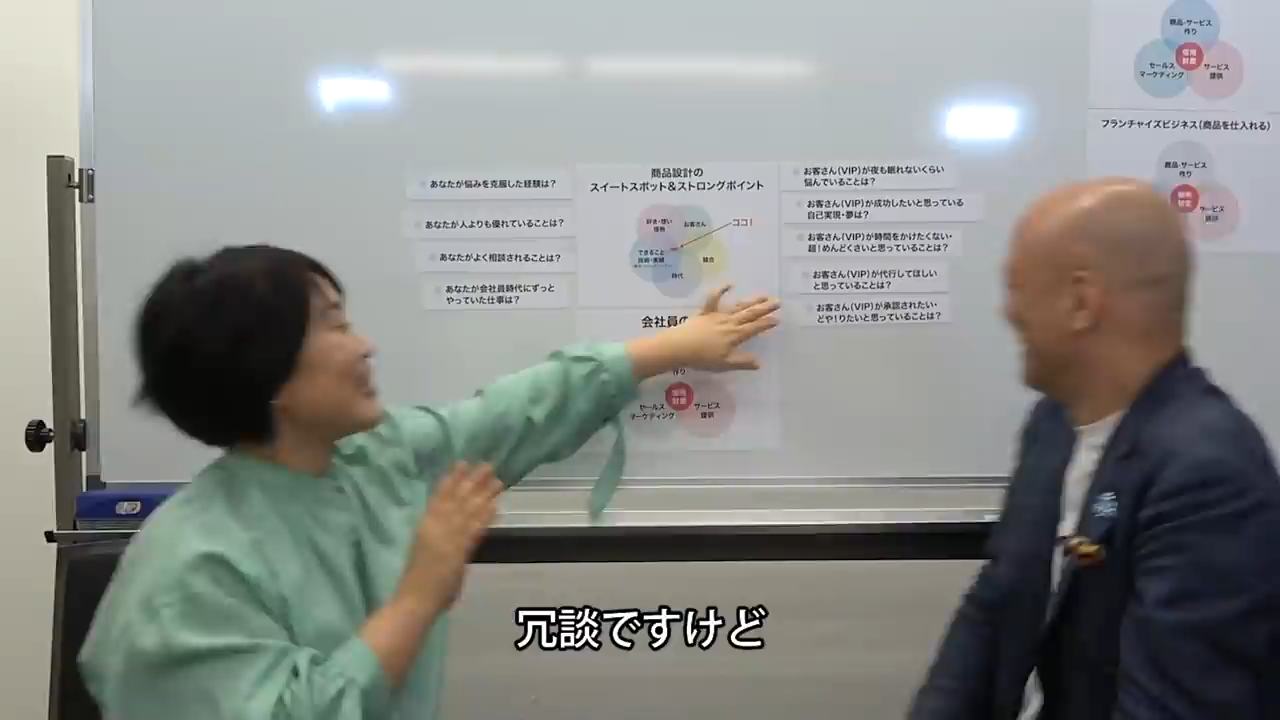 商品・サービス
作り
信用
財産
セールス
マーケティング
サービス
提供
フランチャイズビジネス(商品を仕入れる)
商品・サービス
作り
サービス
あなたが悩みを克服した経験は?
あなたが人よりも優れていることは?
あなたがよく相談されることは?
あなたが会社員時代にずっと
やっていた仕事は?
商品設計の
スイートスポット&ストロングポイント
好き・想い
情熱
お客さん
ココ!
できること
技術・実績
競合
時代
会社員の
作り
信用
財産
セールス
マーケティング
サービス
提供
お客さん(VIP)が夜も眠れないくらい
悩んでいることは?
お客さん(VIP)が成功したいと思っている
自己実現・夢は?
お客さん(VIP)が時間をかけたくない・
超!めんどくさいと思っていることは?
お客さん(VIP)が代行してほしい
と思っていることは?
お客さん(VIP)が承認されたい・
どや!りたいと思っていることは?
冗談ですけど